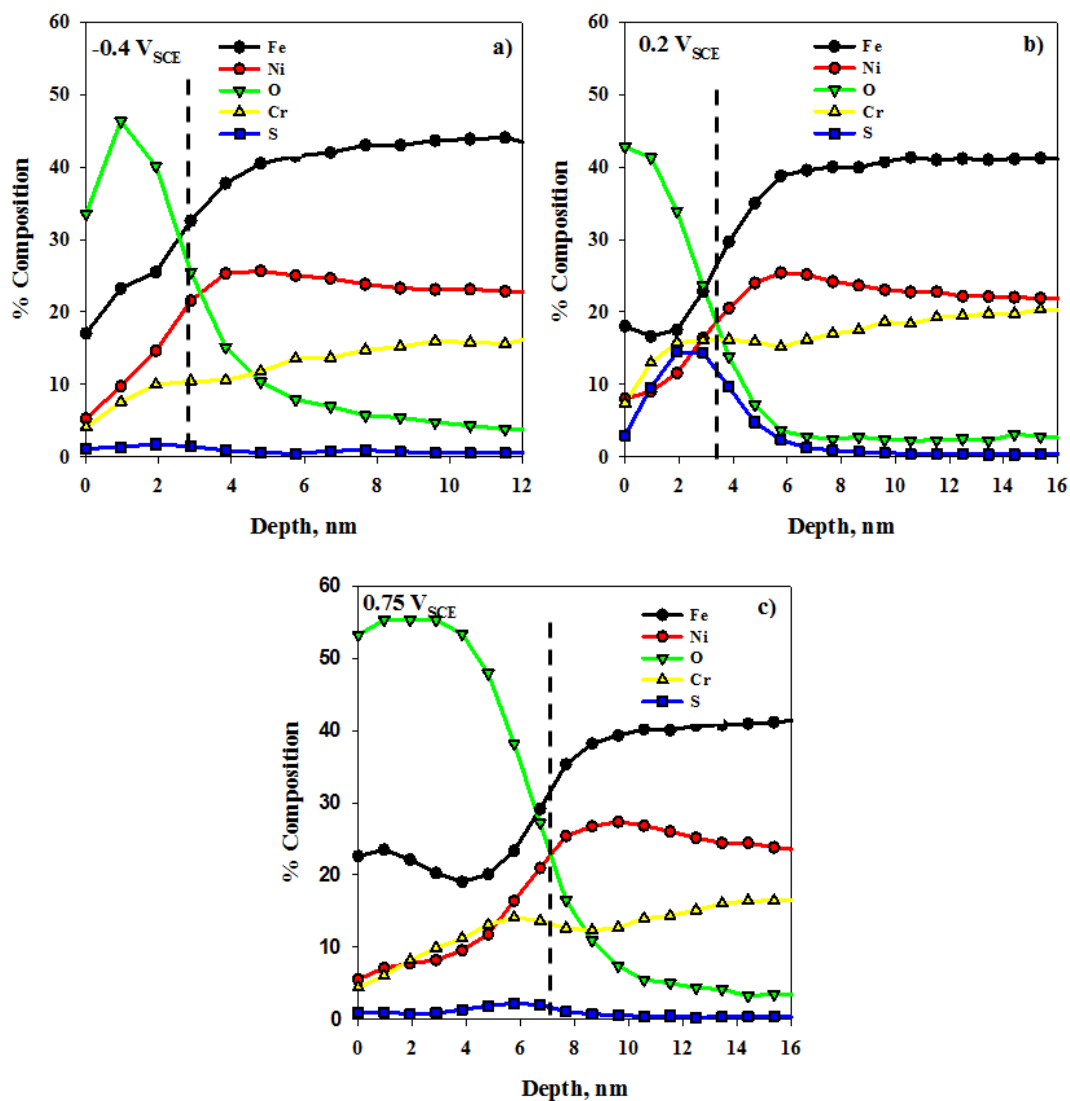 -0.4 V_SCE
a)
Fe
Ni
O
Cr
S
60
50
40
30
20
10
0
% Composition
0 2 4 6 8 10 12
Depth, nm
0.2 V_SCE
b)
Fe
Ni
O
Cr
S
60
50
40
30
20
10
0
% Composition
0 2 4 6 8 10 12 14 16
Depth, nm
0.75 V_SCE
c)
Fe
Ni
O
Cr
S
60
50
40
30
20
10
0
% Composition
0 2 4 6 8 10 12 14 16
Depth, nm